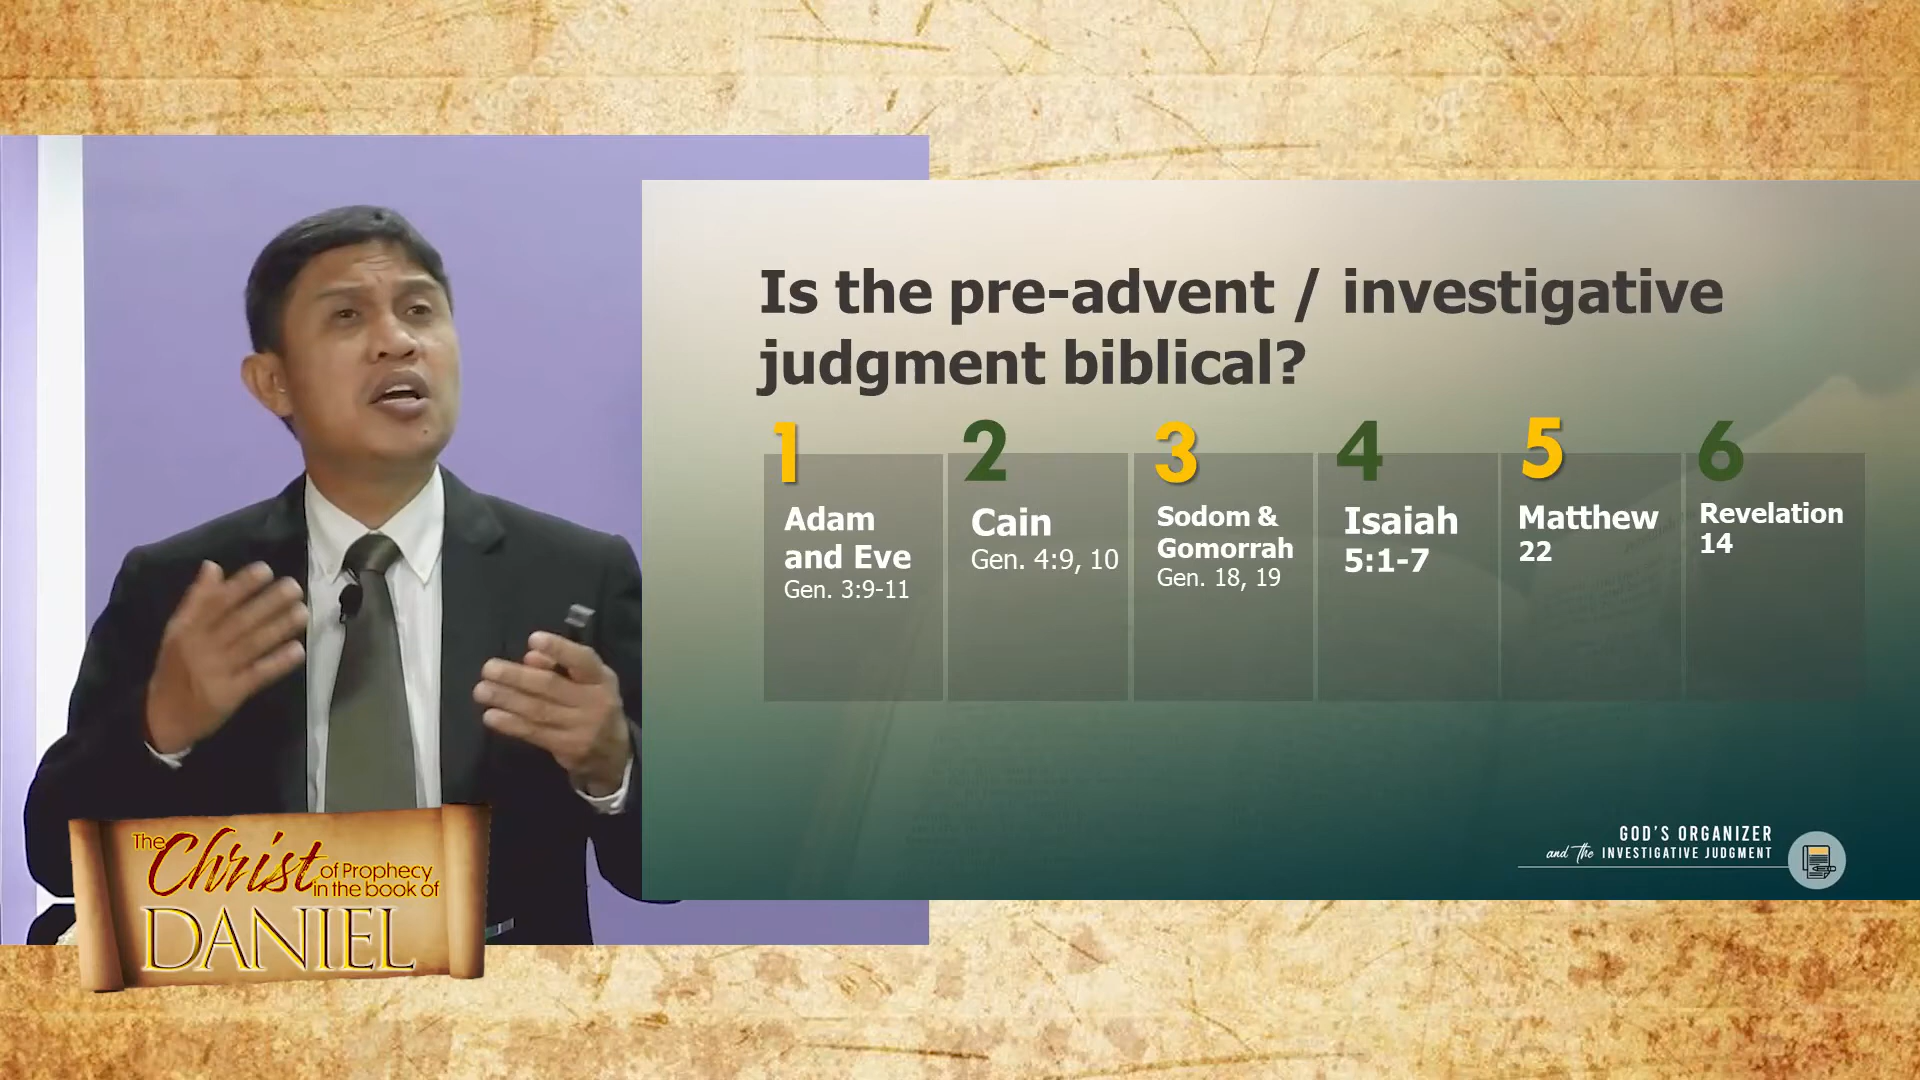 Is the pre-advent / investigative
judgment biblical?
1
Adam
and Eve
Gen. 3:9-11
2
Cain
Gen. 4:9, 10
3
Sodom &
Gomorrah
Gen. 18, 19
4
Isaiah
5:1-7
5
Matthew
22
6
Revelation
14
GOD'S ORGANIZER
and the INVESTIGATIVE JUDGMENT
The Christ of Prophecy
in the book of
DANIEL